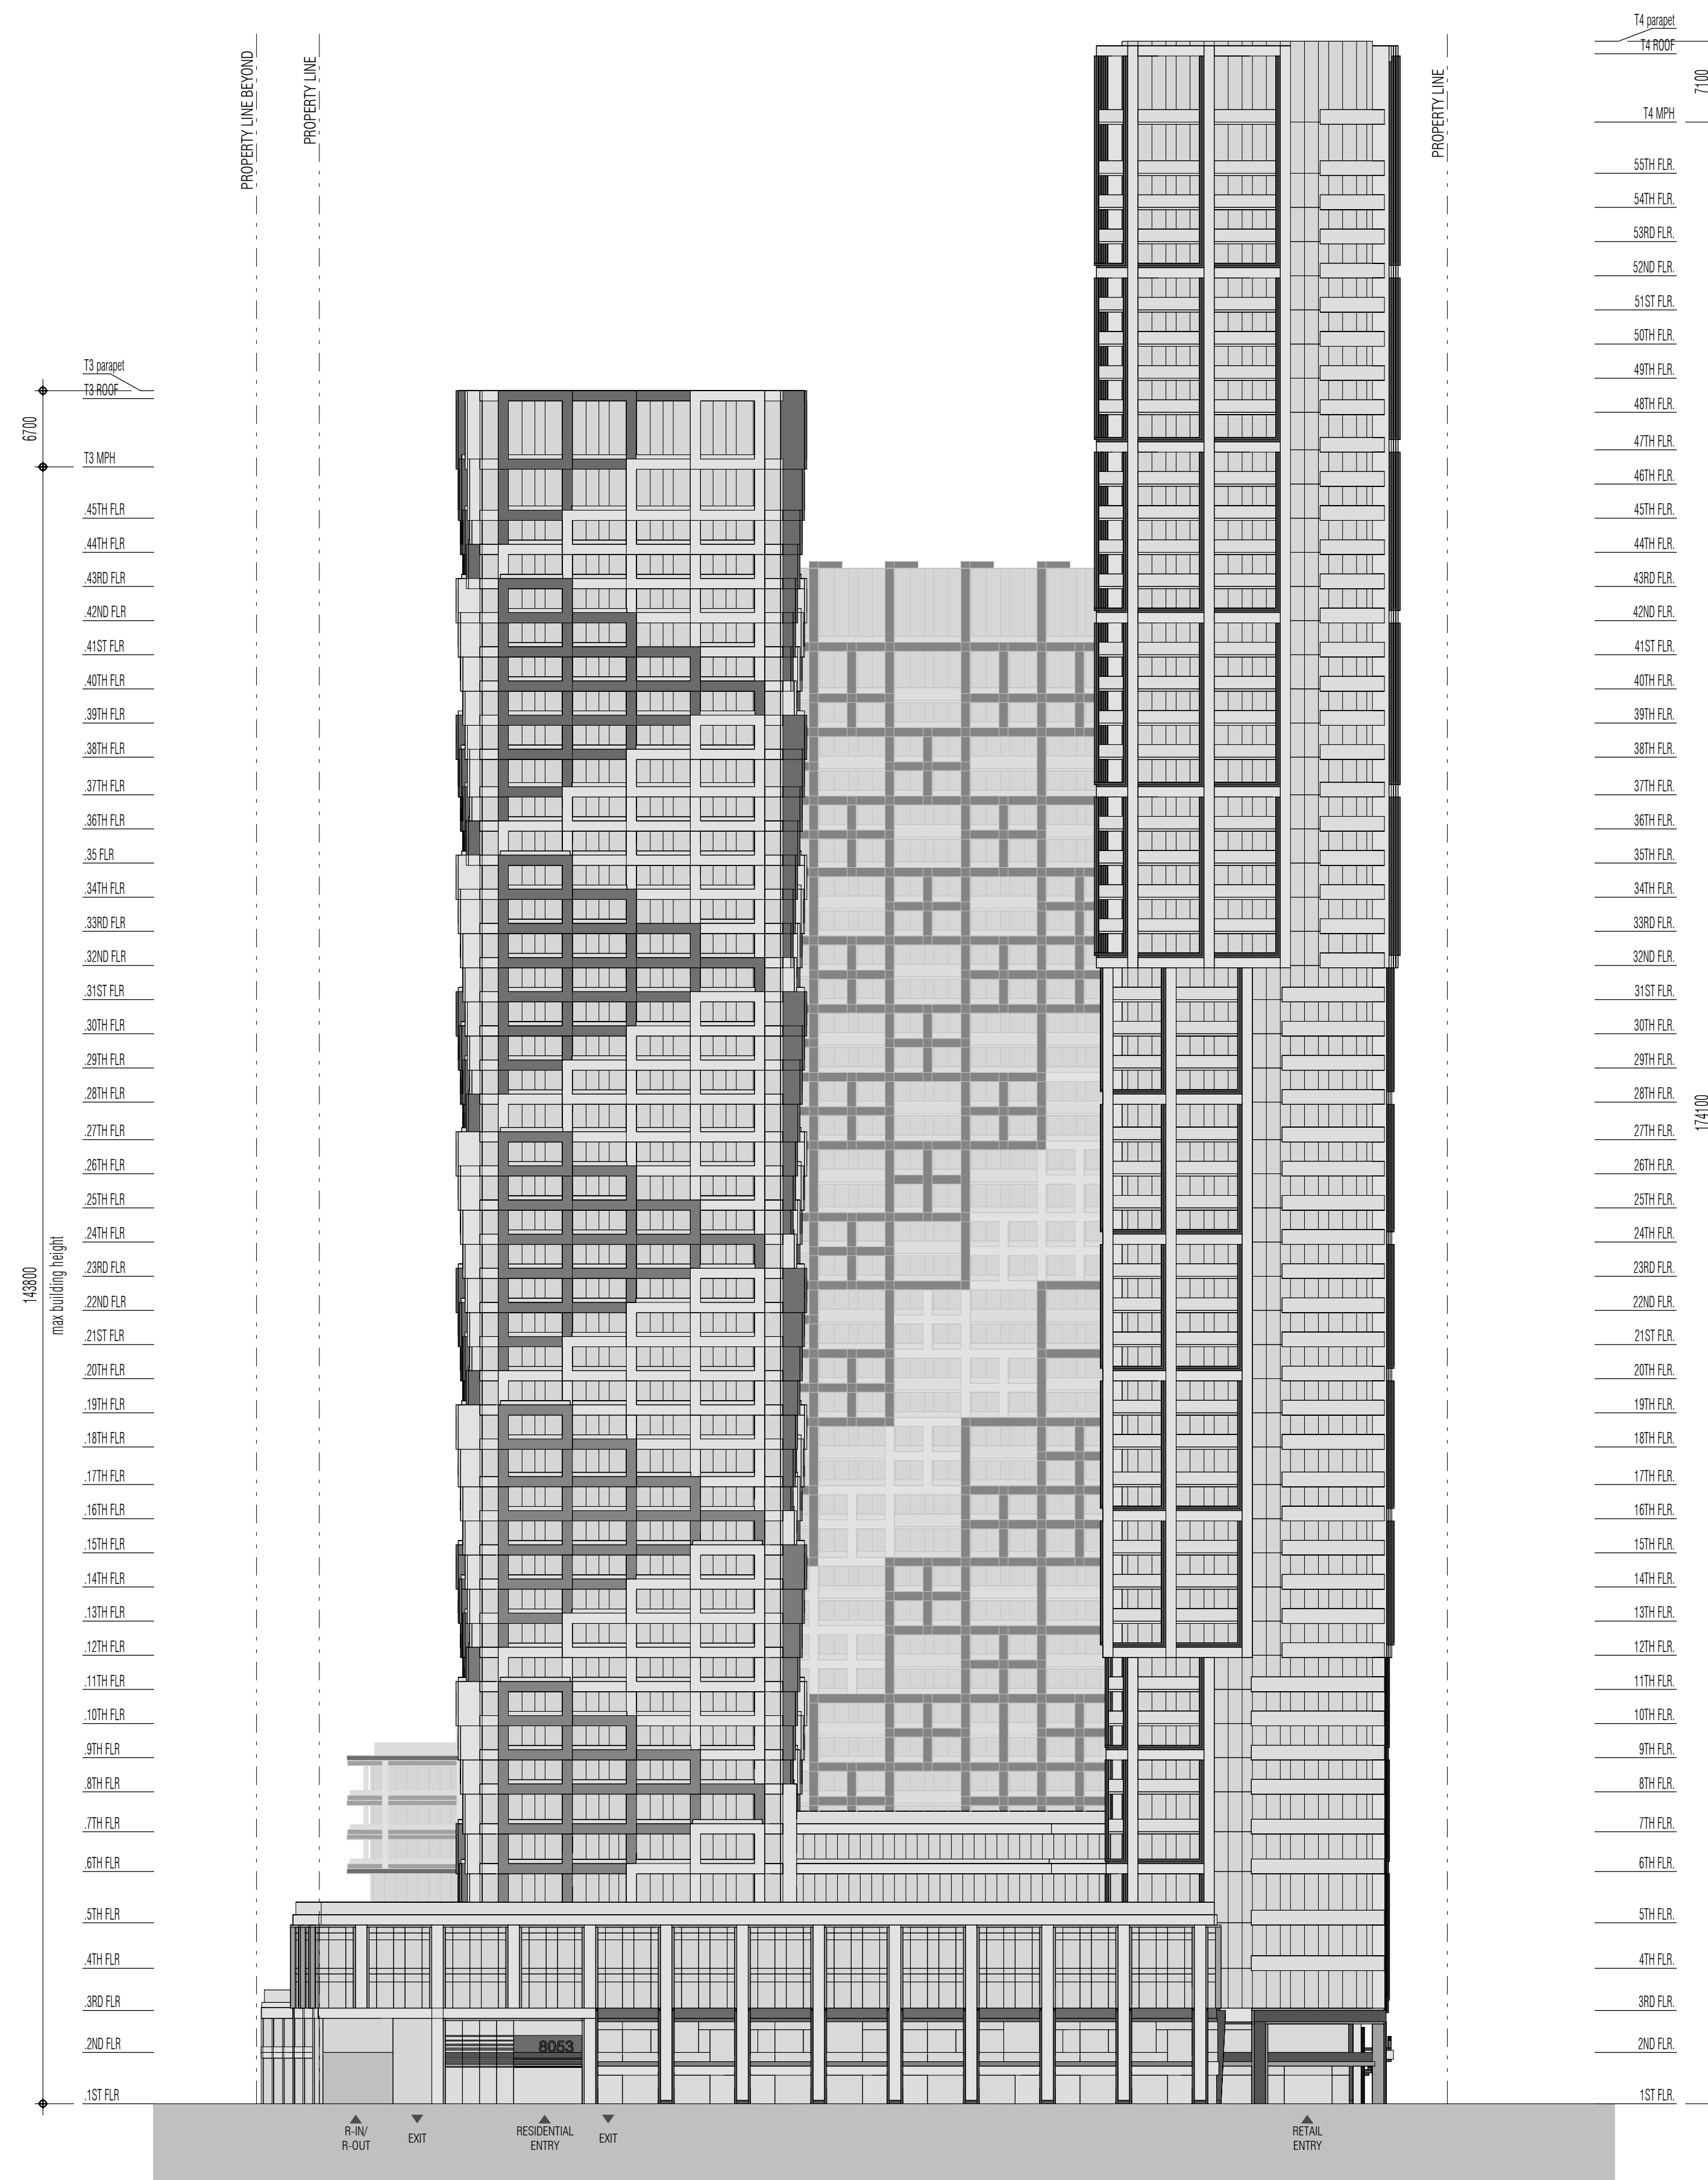 T4 parapet
T4 ROOF
7100
T4 MPH
PROPERTY LINE BEYOND
PROPERTY LINE
PROPERTY LINE
55TH FLR.
54TH FLR.
53RD FLR.
52ND FLR.
51ST FLR.
50TH FLR.
49TH FLR.
48TH FLR.
47TH FLR.
46TH FLR.
45TH FLR.
44TH FLR.
43RD FLR.
42ND FLR.
41ST FLR.
40TH FLR.
39TH FLR.
38TH FLR.
37TH FLR.
36TH FLR.
35TH FLR.
34TH FLR.
33RD FLR.
32ND FLR.
31ST FLR.
30TH FLR.
29TH FLR.
28TH FLR.
27TH FLR.
26TH FLR.
25TH FLR.
24TH FLR.
23RD FLR.
22ND FLR.
21ST FLR.
20TH FLR.
19TH FLR.
18TH FLR.
17TH FLR.
16TH FLR.
15TH FLR.
14TH FLR.
13TH FLR.
12TH FLR.
11TH FLR.
10TH FLR.
9TH FLR.
8TH FLR.
7TH FLR.
6TH FLR.
5TH FLR.
4TH FLR.
3RD FLR.
2ND FLR.
1ST FLR.
174100
T3 parapet
T3 ROOF
6700
T3 MPH
.45TH FLR
.44TH FLR
.43RD FLR
.42ND FLR
.41ST FLR
.40TH FLR
.39TH FLR
.38TH FLR
.37TH FLR
.36TH FLR
.35 FLR
.34TH FLR
.33RD FLR
.32ND FLR
.31ST FLR
.30TH FLR
.29TH FLR
.28TH FLR
.27TH FLR
.26TH FLR
.25TH FLR
.24TH FLR
.23RD FLR
.22ND FLR
.21ST FLR
.20TH FLR
.19TH FLR
.18TH FLR
.17TH FLR
.16TH FLR
.15TH FLR
.14TH FLR
.13TH FLR
.12TH FLR
.11TH FLR
.10TH FLR
.9TH FLR
.8TH FLR
.7TH FLR
.6TH FLR
.5TH FLR
.4TH FLR
.3RD FLR
.2ND FLR
.1ST FLR
143800
max building height
8053
R-IN/
R-OUT
EXIT
RESIDENTIAL
ENTRY
EXIT
RETAIL
ENTRY